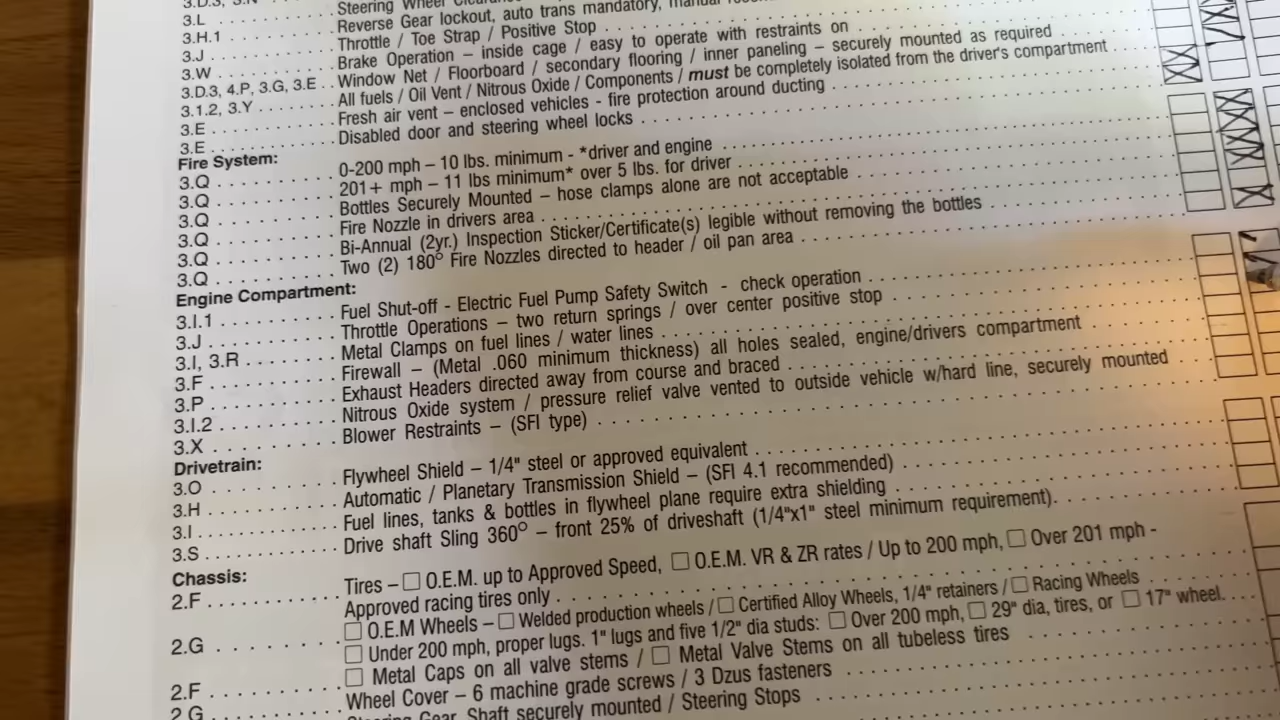 3.D.3, 3.N Steering Wheel
3.L Reverse Gear lockout, auto trans mandatory, manual
3.H.1 Throttle / Toe Strap / Positive Stop
3.J Brake Operation – inside cage / easy to operate with restraints on
3.W Window Net / Floorboard / secondary flooring / inner paneling – securely mounted as required
3.D.3, 4.P, 3.G, 3.E All fuels / Oil Vent / Nitrous Oxide / Components / must be completely isolated from the driver's compartment
3.1.2, 3.Y Fresh air vent – enclosed vehicles - fire protection around ducting
3.E Disabled door and steering wheel locks
3.E
Fire System:
3.Q 0-200 mph – 10 lbs. minimum - *driver and engine
3.Q 201+ mph – 11 lbs minimum* over 5 lbs. for driver
3.Q Bottles Securely Mounted – hose clamps alone are not acceptable
3.Q Fire Nozzle in drivers area
3.Q Bi-Annual (2yr.) Inspection Sticker/Certificate(s) legible without removing the bottles
3.Q Two (2) 180° Fire Nozzles directed to header / oil pan area
Engine Compartment:
3.I.1 Fuel Shut-off - Electric Fuel Pump Safety Switch - check operation
3.J Throttle Operations – two return springs / over center positive stop
3.I, 3.R Metal Clamps on fuel lines / water lines
3.F Firewall – (Metal .060 minimum thickness) all holes sealed, engine/drivers compartment
3.P Exhaust Headers directed away from course and braced
3.I.2 Nitrous Oxide system / pressure relief valve vented to outside vehicle w/hard line, securely mounted
3.X Blower Restraints – (SFI type)
Drivetrain:
3.O Flywheel Shield – 1/4" steel or approved equivalent
3.H Automatic / Planetary Transmission Shield – (SFI 4.1 recommended)
3.I Fuel lines, tanks & bottles in flywheel plane require extra shielding
3.S Drive shaft Sling 360° – front 25% of driveshaft (1/4"x1" steel minimum requirement).
Chassis:
2.F Tires – ☐ O.E.M. up to Approved Speed, ☐ O.E.M. VR & ZR rates / Up to 200 mph, ☐ Over 201 mph -
Approved racing tires only
2.G ☐ O.E.M Wheels – ☐ Welded production wheels / ☐ Certified Alloy Wheels, 1/4" retainers / ☐ Racing Wheels
☐ Under 200 mph, proper lugs. 1" lugs and five 1/2" dia studs: ☐ Over 200 mph, ☐ 29" dia, tires, or ☐ 17" wheel.
2.F ☐ Metal Caps on all valve stems / ☐ Metal Valve Stems on all tubeless tires
2.G Wheel Cover – 6 machine grade screws / 3 Dzus fasteners
Gear, Shaft securely mounted / Steering Stops